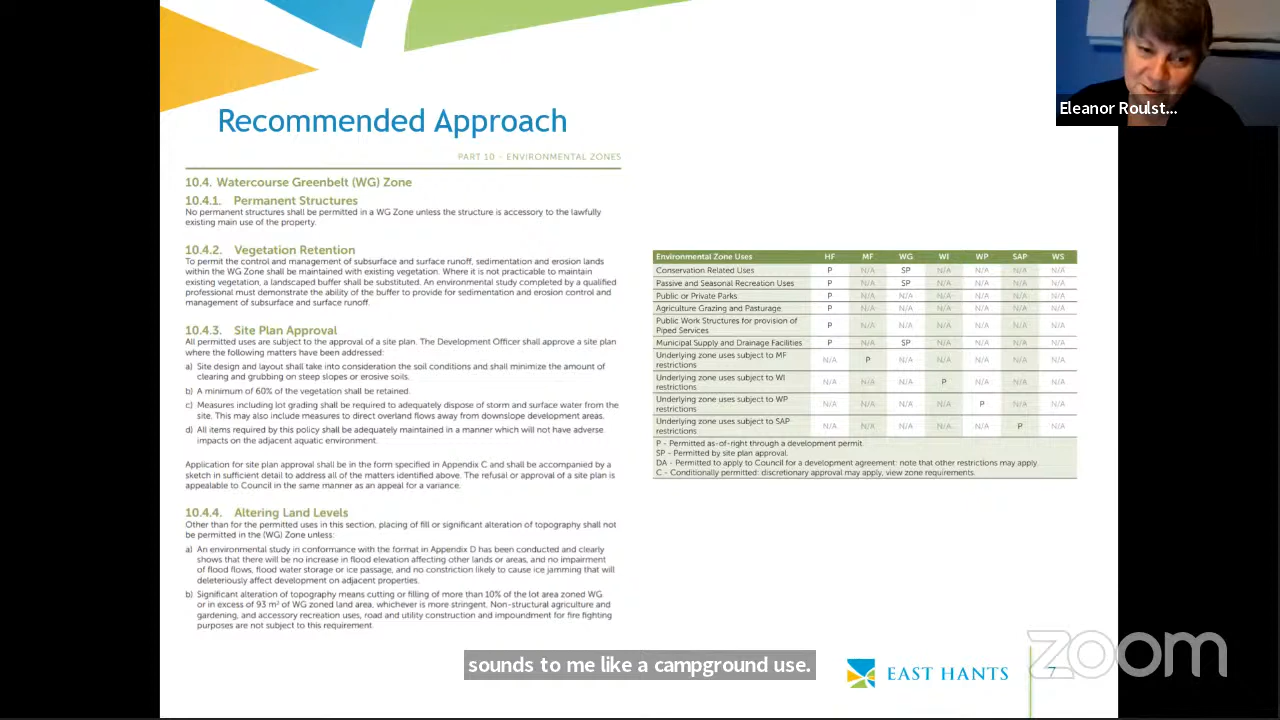 Eleanor Roulst...
Recommended Approach
PART 10 - ENVIRONMENTAL ZONES
10.4. Watercourse Greenbelt (WG) Zone
10.4.1. Permanent Structures
No permanent structures shall be permitted in a WG Zone unless the structure is accessory to the lawfully
existing main use of the property.
10.4.2. Vegetation Retention
To permit the control and management of subsurface and surface runoff, sedimentation and erosion lands
within the WG Zone shall be maintained with existing vegetation. Where it is not practicable to maintain
existing vegetation, a landscaped buffer shall be substituted. An environmental study completed by a qualified
professional must demonstrate the ability of the buffer to provide for sedimentation and erosion control and
management of subsurface and surface runoff.
10.4.3. Site Plan Approval
All permitted uses are subject to the approval of a site plan. The Development Officer shall approve a site plan
where the following matters have been addressed:
a) Site design and layout shall take into consideration the soil conditions and shall minimize the amount of
clearing and grubbing on steep slopes or erosive soils.
b) A minimum of 60% of the vegetation shall be retained.
c) Measures including lot grading shall be required to adequately dispose of storm and surface water from the
site. This may also include measures to direct overland flows away from downslope development areas.
d) All items required by this policy shall be adequately maintained in a manner which will not have adverse
impacts on the adjacent aquatic environment.
Application for site plan approval shall be in the form specified in Appendix C and shall be accompanied by a
sketch in sufficient detail to address all of the matters identified above. The refusal or approval of a site plan is
appealable to Council in the same manner as an appeal for a variance.
10.4.4. Altering Land Levels
Other than for the permitted uses in this section, placing of fill or significant alteration of topography shall not
be permitted in the (WG) Zone unless:
a) An environmental study in conformance with the format in Appendix D has been conducted and clearly
shows that there will be no increase in flood elevation affecting other lands or areas, and no impairment
of flood flows, flood water storage or ice passage, and no constriction likely to cause ice jamming that will
deleteriously affect development on adjacent properties.
b) Significant alteration of topography means cutting or filling of more than 10% of the lot area zoned WG
or in excess of 93 m² of WG zoned land area, whichever is more stringent. Non-structural agriculture and
gardening, and accessory recreation uses, road and utility construction and impoundment for fire fighting
purposes are not subject to this requirement.
Environmental Zone Uses HF MF WG WI WP SAP WS
Conservation Related Uses P N/A SP N/A N/A N/A N/A
Passive and Seasonal Recreation Uses P N/A SP N/A N/A N/A N/A
Public or Private Parks P N/A N/A N/A N/A N/A N/A
Agriculture Grazing and Pasturage P N/A N/A N/A N/A N/A N/A
Public Work Structures for provision of
Piped Services P N/A N/A N/A N/A N/A N/A
Municipal Supply and Drainage Facilities P N/A SP N/A N/A N/A N/A
Underlying zone uses subject to MF
restrictions N/A P N/A N/A N/A N/A N/A
Underlying zone uses subject to WI
restrictions N/A N/A N/A P N/A N/A N/A
Underlying zone uses subject to WP
restrictions N/A N/A N/A N/A P N/A N/A
Underlying zone uses subject to SAP
restrictions N/A N/A N/A N/A N/A P N/A
P - Permitted as-of-right through a development permit.
SP - Permitted by site plan approval.
DA - Permitted to apply to Council for a development agreement: note that other restrictions may apply.
C - Conditionally permitted: discretionary approval may apply, view zone requirements.
sounds to me like a campground use.
EAST HANTS
7
zoom